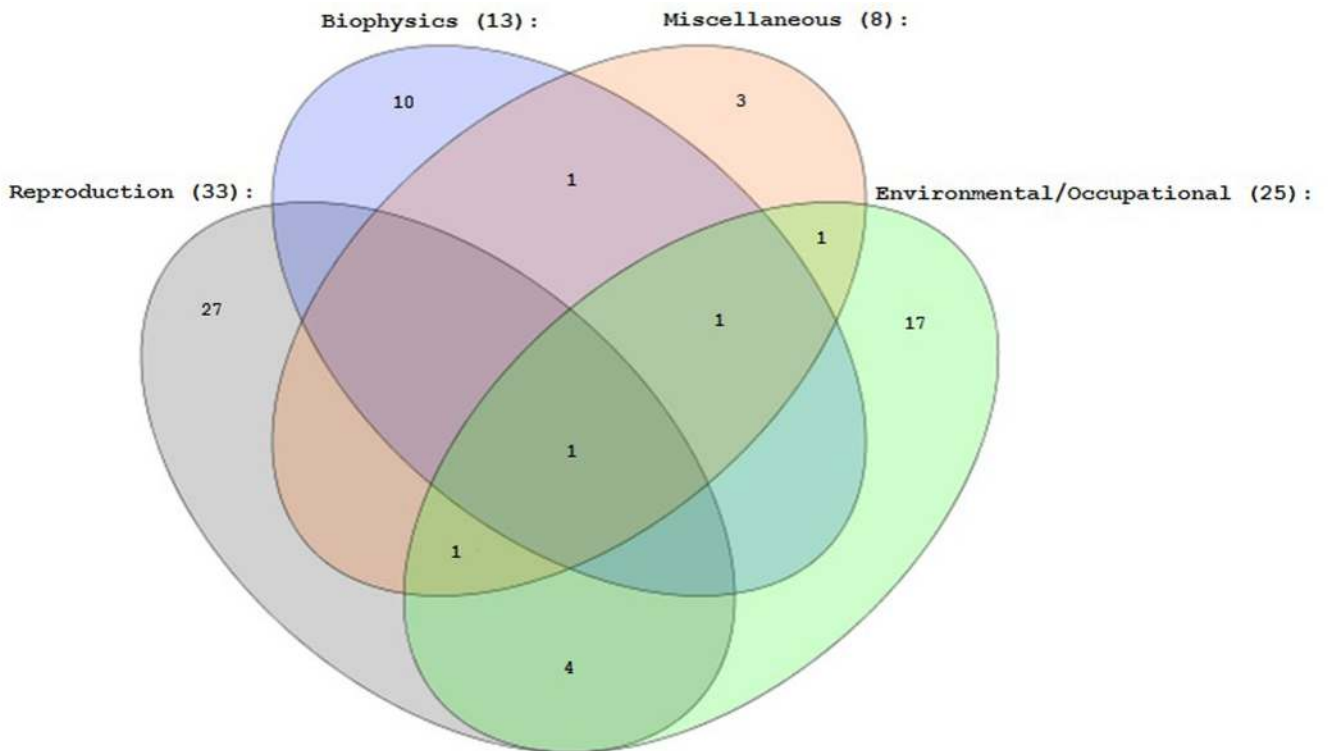 Biophysics (13):
Miscellaneous (8):
10
3
1
Reproduction (33):
Environmental/Occupational (25):
1
27
1
17
1
1
4